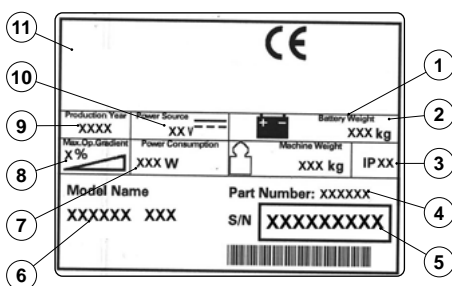 11
CE
10
1
Production Year
Power Source
Battery Weight
2
9
XXXX
XX V
XXX kg
Max.Op.Gradient
Power Consumption
Machine Weight
X%
XXX W
XXX kg
IP XX
3
8
Model Name
Part Number: XXXXXX
4
7
XXXXXX XXX
S/N
XXXXXXXXX
6
5